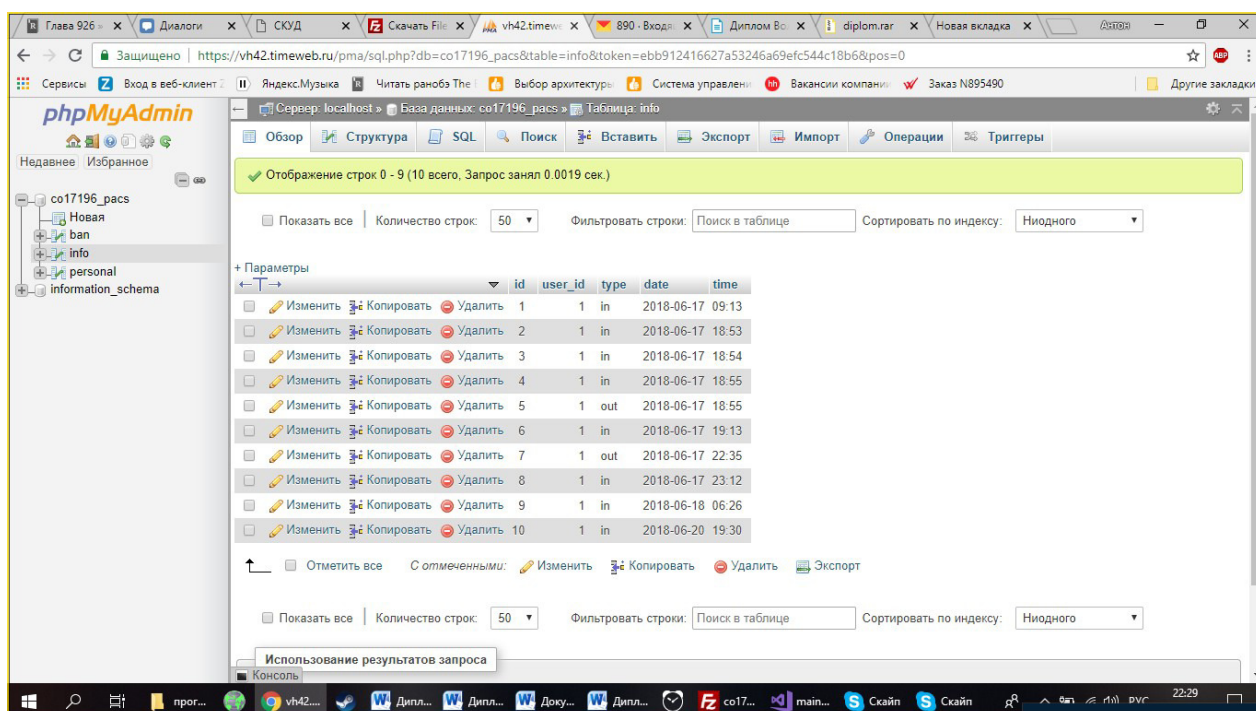 Глава 926 »
Диалоги
СКУД
Скачать File
vh42.timewe
890 · Входящ
Диплом Во
diplom.rar
Новая вкладка
Антон
Защищено https://vh42.timeweb.ru/pma/sql.php?db=co17196_pacs&table=info&token=ebb912416627a53246a69efc544c18b6&pos=0
ABP
Сервисы
Вход в веб-клиент Z
Яндекс.Музыка
Читать ранобэ The
Выбор архитектуры
Система управлени
Вакансии компании
Заказ N895490
Другие закладки
phpMyAdmin
Недавнее Избранное
co17196_pacs
Новая
ban
info
personal
information_schema
Сервер: localhost » База данных: co17196_pacs » Таблица: info
Обзор Структура SQL Поиск Вставить Экспорт Импорт Операции Триггеры
Отображение строк 0 - 9 (10 всего, Запрос занял 0.0019 сек.)
Показать все Количество строк: 50 Фильтровать строки: Поиск в таблице Сортировать по индексу: Ниодного
+ Параметры
←T→ id user_id type date time
Изменить Копировать Удалить 1 1 in 2018-06-17 09:13
Изменить Копировать Удалить 2 1 in 2018-06-17 18:53
Изменить Копировать Удалить 3 1 in 2018-06-17 18:54
Изменить Копировать Удалить 4 1 in 2018-06-17 18:55
Изменить Копировать Удалить 5 1 out 2018-06-17 18:55
Изменить Копировать Удалить 6 1 in 2018-06-17 19:13
Изменить Копировать Удалить 7 1 out 2018-06-17 22:35
Изменить Копировать Удалить 8 1 in 2018-06-17 23:12
Изменить Копировать Удалить 9 1 in 2018-06-18 06:26
Изменить Копировать Удалить 10 1 in 2018-06-20 19:30
Отметить все С отмеченными: Изменить Копировать Удалить Экспорт
Показать все Количество строк: 50 Фильтровать строки: Поиск в таблице Сортировать по индексу: Ниодного
Использование результатов запроса
Консоль
прог...
vh42....
Дипл...
Дипл...
Доку...
Дипл...
co17...
main...
Скайп
Скайп
РУС
22:29